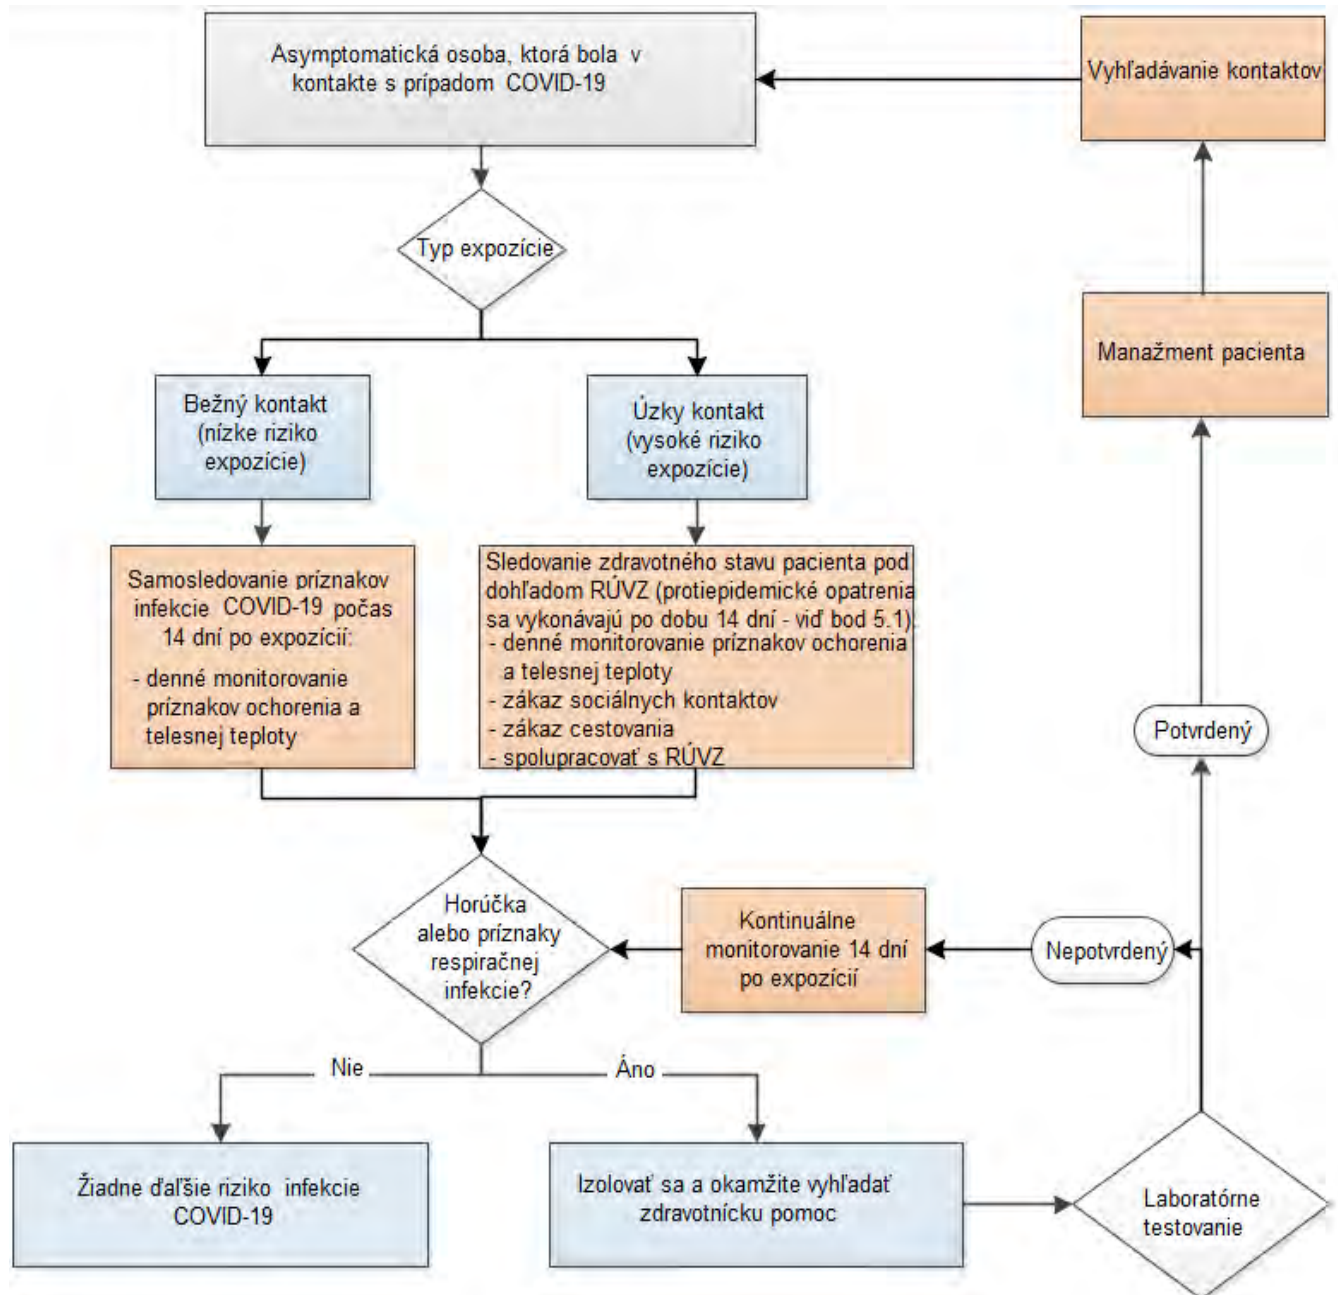 Asymptomatická osoba, ktorá bola v
kontakte s prípadom COVID-19
Vyhľadávanie kontaktov
Typ expozície
Manažment pacienta
Bežný kontakt
(nízke riziko
expozície)
Úzky kontakt
(vysoké riziko
expozície)
Samosledovanie príznakov
infekcie COVID-19 počas
14 dní po expozícií:
- denné monitorovanie
príznakov ochorenia a
telesnej teploty
Sledovanie zdravotného stavu pacienta pod
dohľadom RÚVZ (protiepidemické opatrenia
sa vykonávajú po dobu 14 dní - viď bod 5.1):
- denné monitorovanie príznakov ochorenia
a telesnej teploty
- zákaz sociálnych kontaktov
- zákaz cestovania
- spolupracovať s RÚVZ
Potvrdený
Horúčka
alebo príznaky
respiračnej
infekcie?
Kontinuálne
monitorovanie 14 dní
po expozícií
Nepotvrdený
Nie
Áno
Žiadne ďaľšie riziko infekcie
COVID-19
Izolovať sa a okamžite vyhľadať
zdravotnícku pomoc
Laboratórne
testovanie